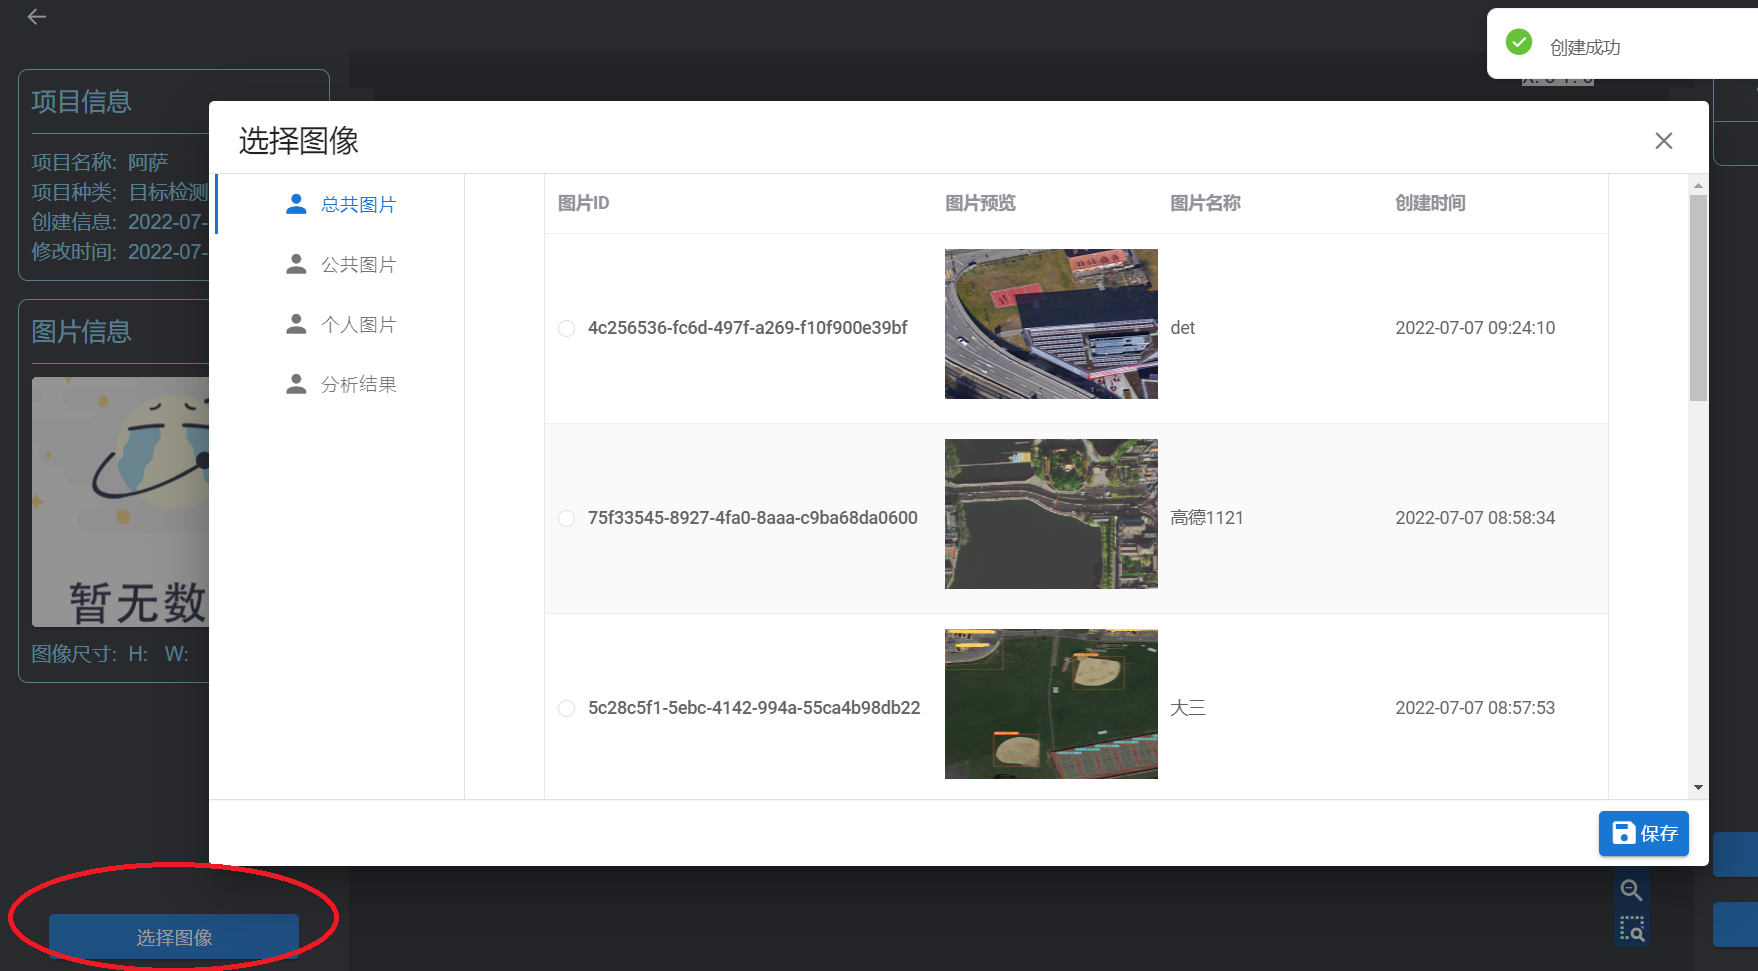 创建成功
项目信息
项目名称: 阿萨
项目种类: 目标检测
创建信息: 2022-07-
修改时间: 2022-07-
图片信息
暂无数
图像尺寸: H: W:
选择图像
选择图像
总共图片
公共图片
个人图片
分析结果
图片ID 图片预览 图片名称 创建时间
4c256536-fc6d-497f-a269-f10f900e39bf det 2022-07-07 09:24:10
75f33545-8927-4fa0-8aaa-c9ba68da0600 高德1121 2022-07-07 08:58:34
5c28c5f1-5ebc-4142-994a-55ca4b98db22 大三 2022-07-07 08:57:53
保存